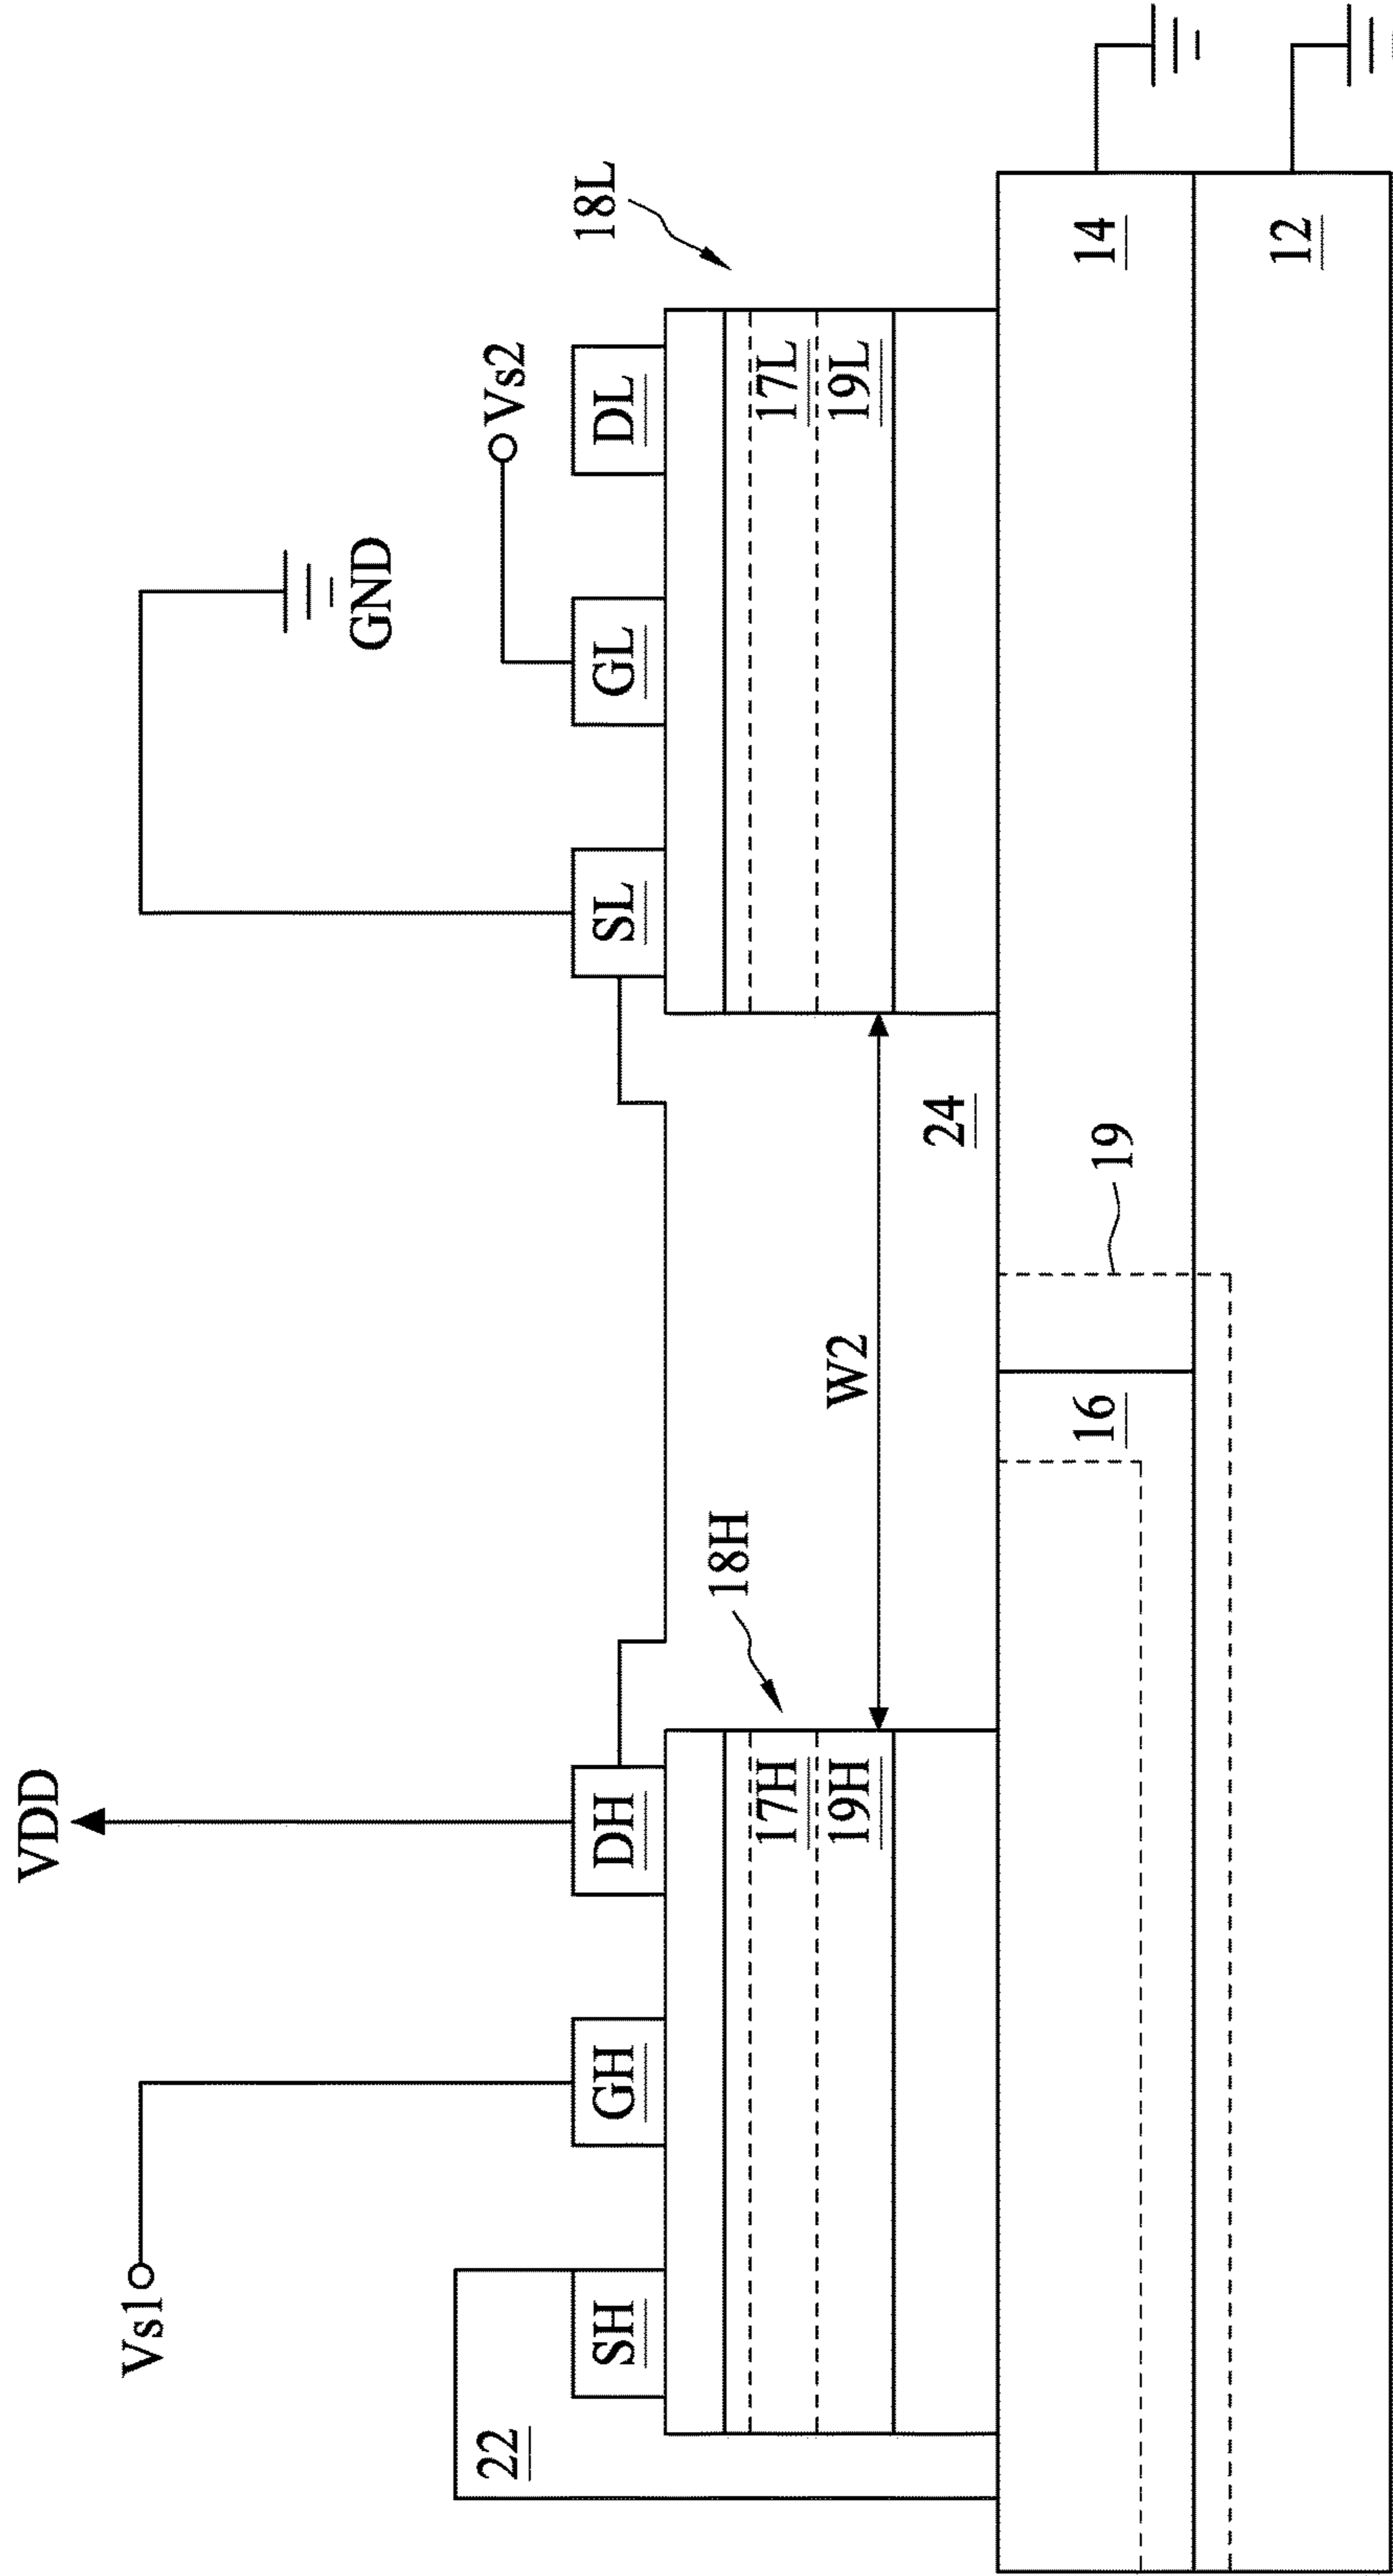 VDD
Vs1
GND
Vs2
22
SH
GH
DH
SL
GL
DL
18H
18L
17H
19H
W2
17L
19L
24
16
19
14
12